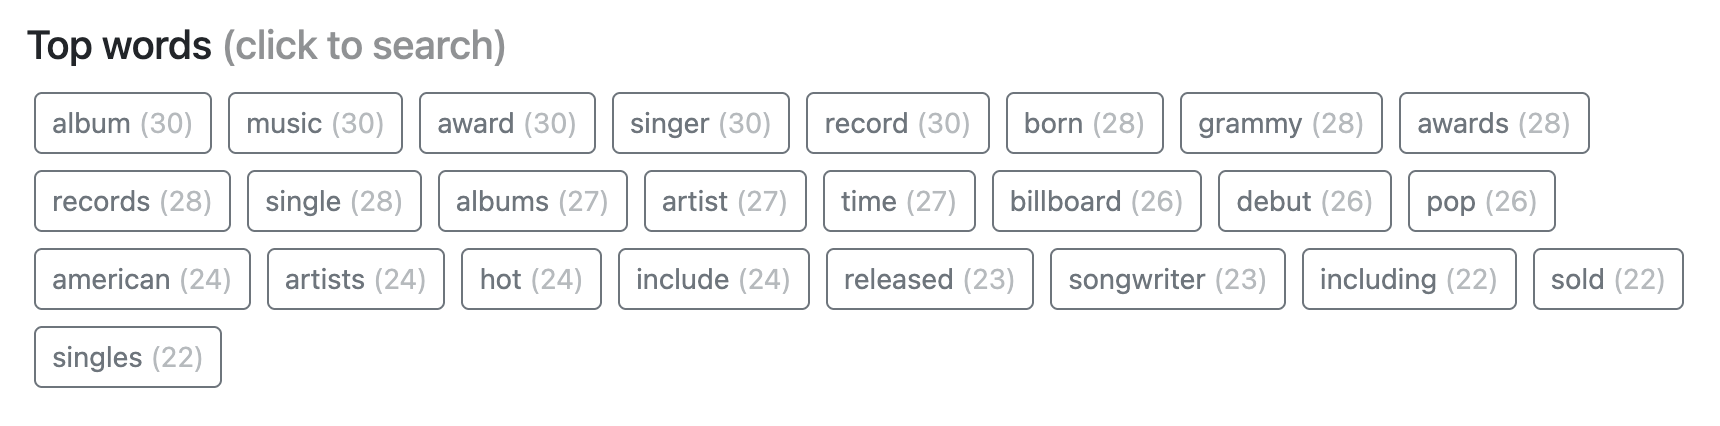 Top words (click to search)
album (30) music (30) award (30) singer (30) record (30) born (28) grammy (28) awards (28)
records (28) single (28) albums (27) artist (27) time (27) billboard (26) debut (26) pop (26)
american (24) artists (24) hot (24) include (24) released (23) songwriter (23) including (22) sold (22)
singles (22)